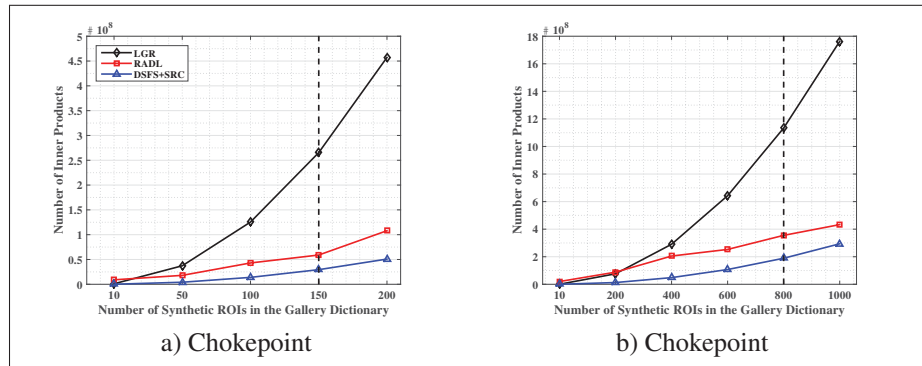 # 10^8
5
4.5
4
3.5
3
2.5
2
1.5
1
0.5
0
Number of Inner Products
LGR
RADL
DSFS+SRC
10 50 100 150 200
Number of Synthetic ROIs in the Gallery Dictionary
a) Chokepoint
# 10^8
18
16
14
12
10
8
6
4
2
0
Number of Inner Products
10 200 400 600 800 1000
Number of Synthetic ROIs in the Gallery Dictionary
b) Chokepoint